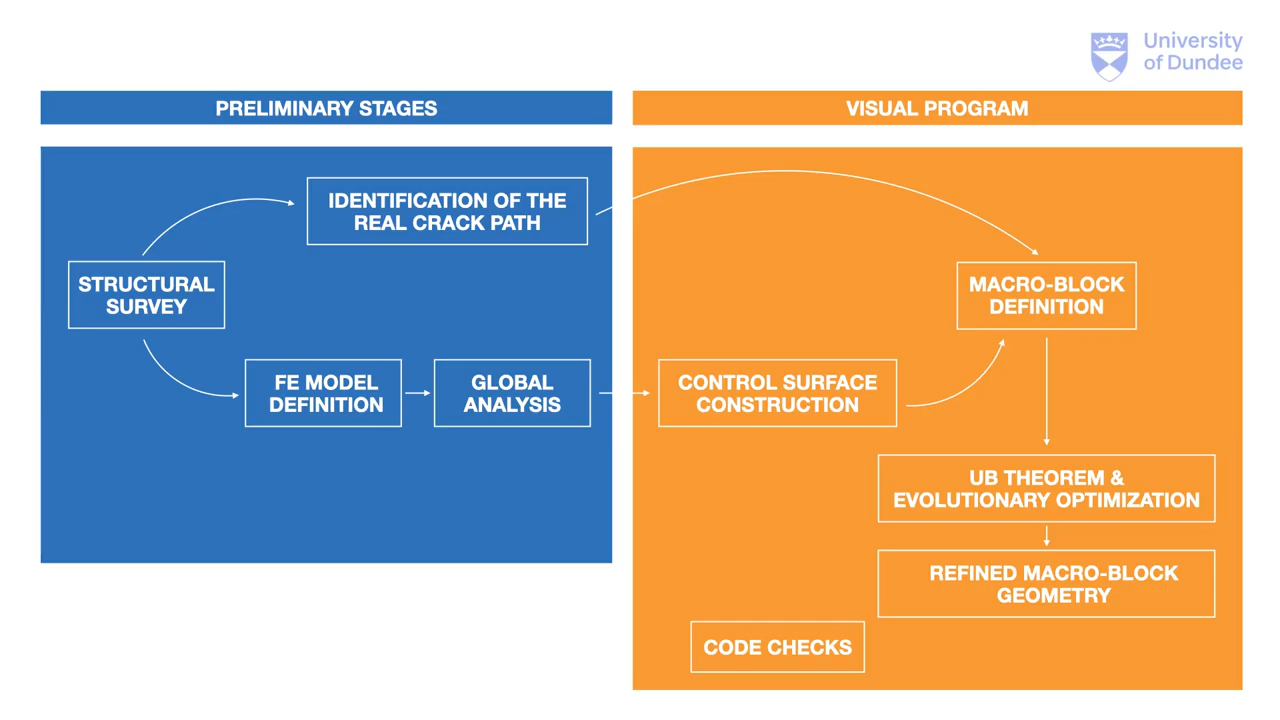 University
of Dundee
PRELIMINARY STAGES
VISUAL PROGRAM
IDENTIFICATION OF THE
REAL CRACK PATH
STRUCTURAL
SURVEY
MACRO-BLOCK
DEFINITION
FE MODEL
DEFINITION
GLOBAL
ANALYSIS
CONTROL SURFACE
CONSTRUCTION
UB THEOREM &
EVOLUTIONARY OPTIMIZATION
REFINED MACRO-BLOCK
GEOMETRY
CODE CHECKS